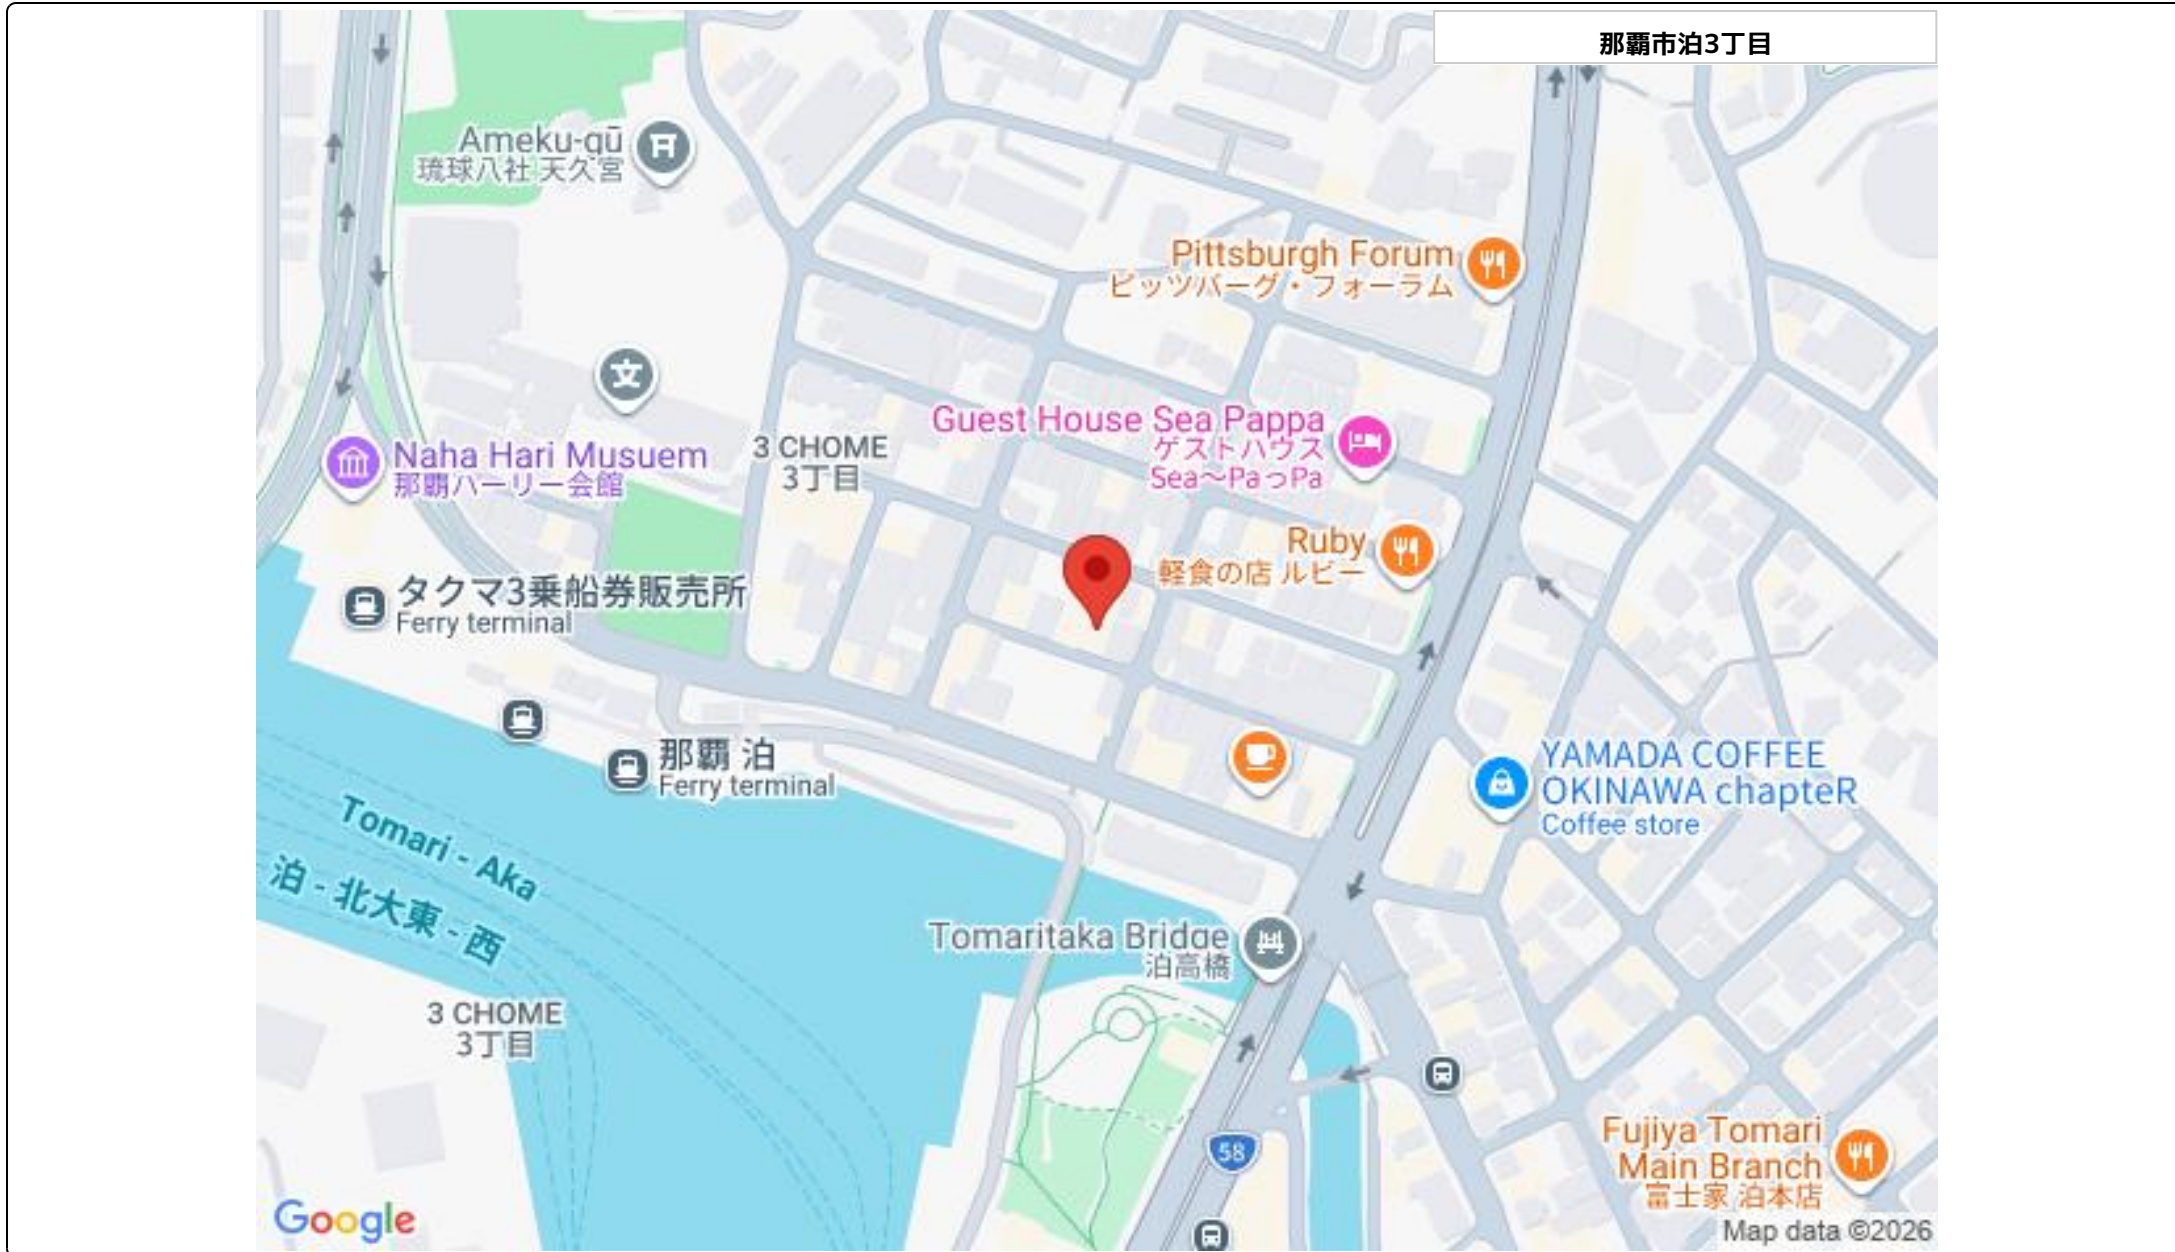 那覇市泊3丁目
Ameku-gū
琉球八社 天久宮
Pittsburgh Forum
ピッツバーグ・フォーラム
Guest House Sea Pappa
ゲストハウス
Sea～PaっPa
3 CHOME
3丁目
Naha Hari Musuem
那覇ハーリー会館
Ruby
軽食の店 ルビー
タクマ3乗船券販売所
Ferry terminal
那覇 泊
Ferry terminal
YAMADA COFFEE
OKINAWA chapteR
Coffee store
Tomari - Aka
泊 - 北大東 - 西
Tomaritaka Bridge
泊高橋
3 CHOME
3丁目
58
Fujiya Tomari
Main Branch
富士家 泊本店
Google
Map data ©2026